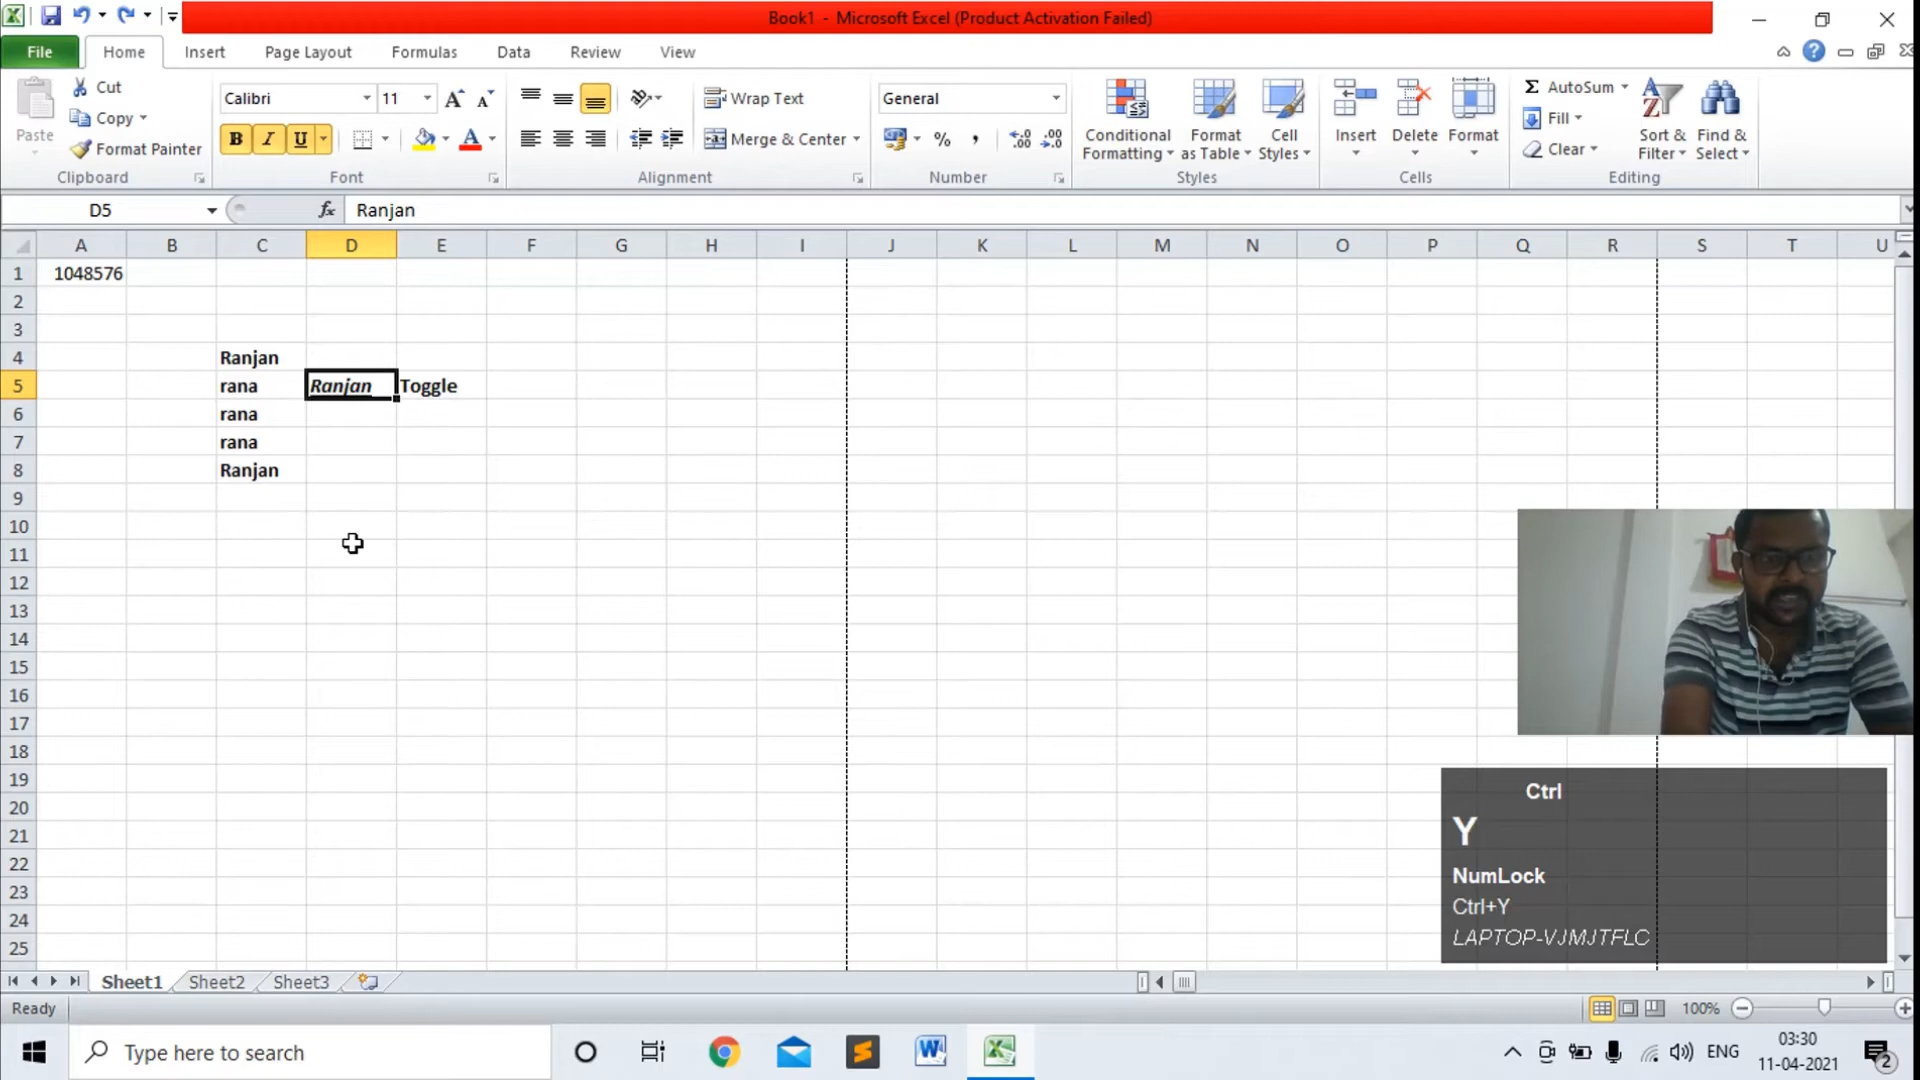 Book1 - Microsoft Excel (Product Activation Failed)
File Home Insert Page Layout Formulas Data Review View
Paste
Cut
Copy
Format Painter
Clipboard
Calibri 11
B I U
Font
Wrap Text
Merge & Center
Alignment
General
%
Number
Conditional Formatting
Format as Table
Cell Styles
Styles
Insert
Delete
Format
Cells
Σ AutoSum
Fill
Clear
Sort & Filter
Find & Select
Editing
D5 fx Ranjan
A B C D E F G H I J K L M N O P Q R S T U
1 1048576
2
3
4 Ranjan
5 rana Ranjan Toggle
6 rana
7 rana
8 Ranjan
9
10
11
12
13
14
15
16
17
18
19
20
21
22
23
24
25
Ctrl
Y
NumLock
Ctrl+Y
LAPTOP-VJMJTFLC
Sheet1 Sheet2 Sheet3
Ready 100%
Type here to search
ENG
03:30
11-04-2021
2